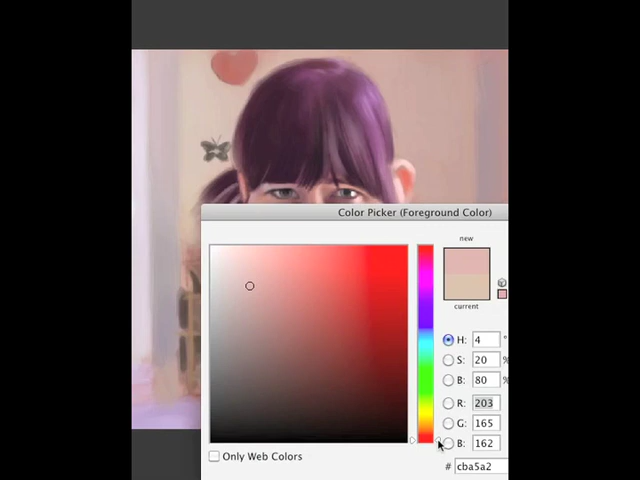 Color Picker (Foreground Color)
new
current
H: 4 °
S: 20 %
B: 80 %
R: 203
G: 165
B: 162
# cba5a2
Only Web Colors